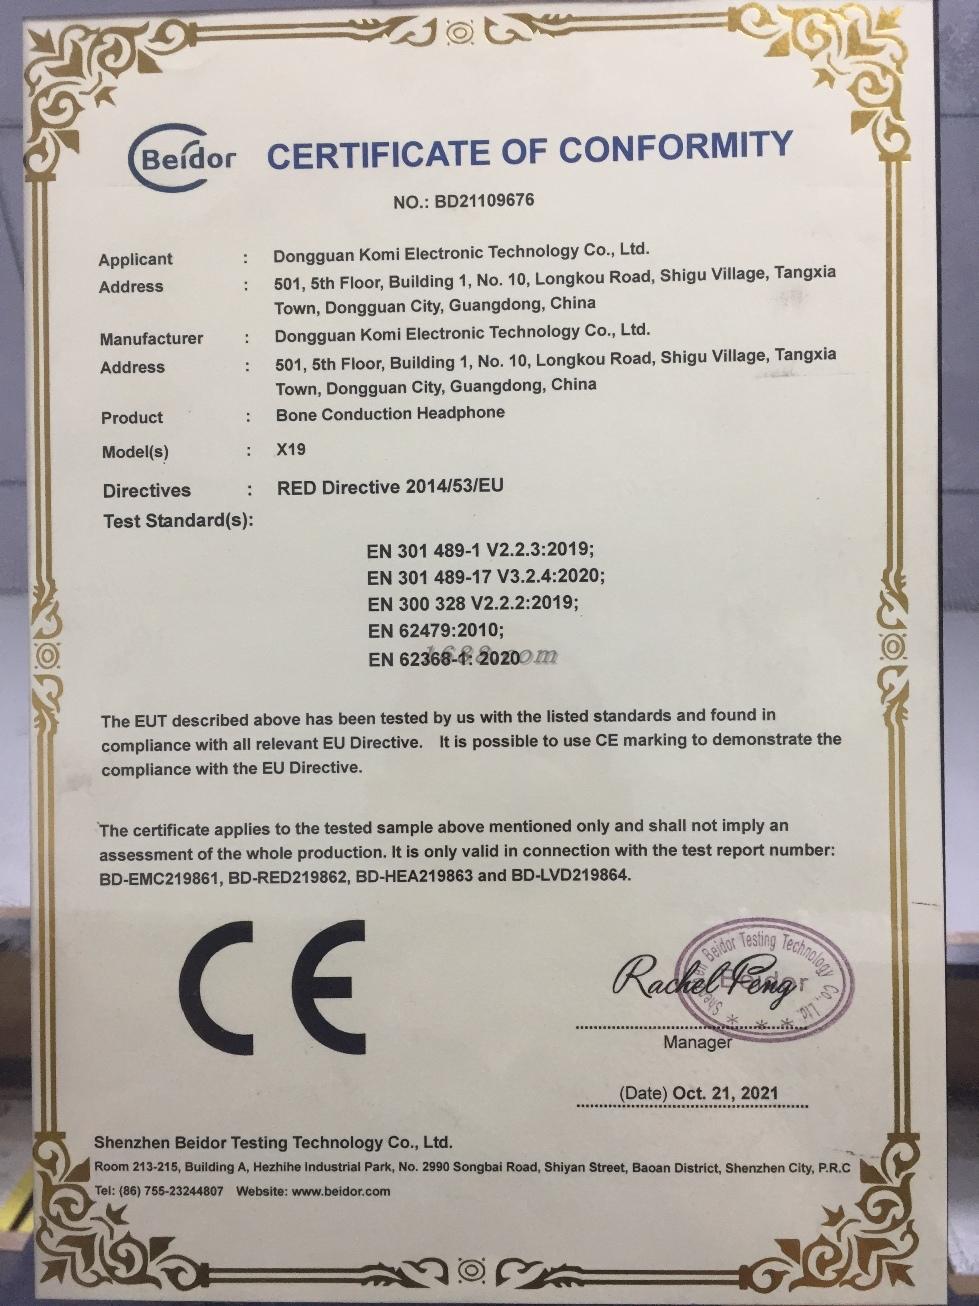 Beidor CERTIFICATE OF CONFORMITY
NO.: BD21109676
Applicant : Dongguan Komi Electronic Technology Co., Ltd.
Address : 501, 5th Floor, Building 1, No. 10, Longkou Road, Shigu Village, Tangxia
Town, Dongguan City, Guangdong, China
Manufacturer : Dongguan Komi Electronic Technology Co., Ltd.
Address : 501, 5th Floor, Building 1, No. 10, Longkou Road, Shigu Village, Tangxia
Town, Dongguan City, Guangdong, China
Product : Bone Conduction Headphone
Model(s) : X19
Directives : RED Directive 2014/53/EU
Test Standard(s):
EN 301 489-1 V2.2.3:2019;
EN 301 489-17 V3.2.4:2020;
EN 300 328 V2.2.2:2019;
EN 62479:2010;
EN 62368-1: 2020
1688.com
The EUT described above has been tested by us with the listed standards and found in
compliance with all relevant EU Directive. It is possible to use CE marking to demonstrate the
compliance with the EU Directive.
The certificate applies to the tested sample above mentioned only and shall not imply an
assessment of the whole production. It is only valid in connection with the test report number:
BD-EMC219861, BD-RED219862, BD-HEA219863 and BD-LVD219864.
CE
Shenzhen Beidor Testing Technology Co., Ltd.
Beidor
* * *
Rachel Peng
Manager
(Date) Oct. 21, 2021
Shenzhen Beidor Testing Technology Co., Ltd.
Room 213-215, Building A, Hezhihe Industrial Park, No. 2990 Songbai Road, Shiyan Street, Baoan District, Shenzhen City, P.R.C
Tel: (86) 755-23244807 Website: www.beidor.com